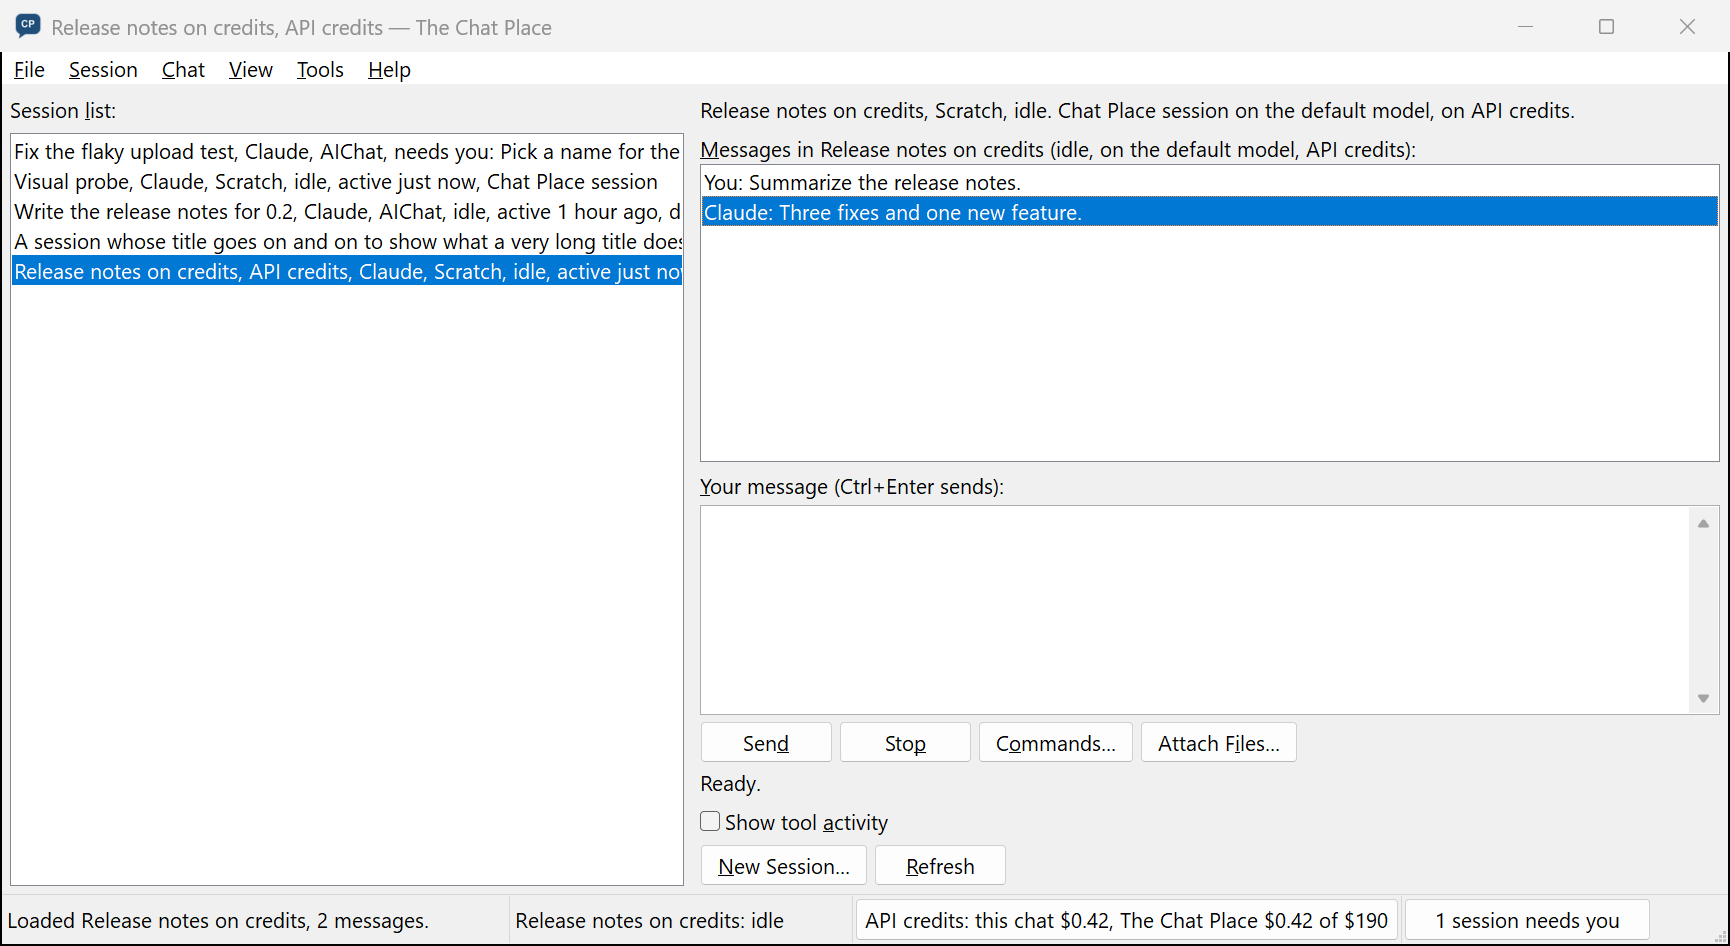 CP Release notes on credits, API credits — The Chat Place
File Session Chat View Tools Help
Session list:
Fix the flaky upload test, Claude, AIChat, needs you: Pick a name for the
Visual probe, Claude, Scratch, idle, active just now, Chat Place session
Write the release notes for 0.2, Claude, AIChat, idle, active 1 hour ago, d
A session whose title goes on and on to show what a very long title does
Release notes on credits, API credits, Claude, Scratch, idle, active just now
Release notes on credits, Scratch, idle. Chat Place session on the default model, on API credits.
Messages in Release notes on credits (idle, on the default model, API credits):
You: Summarize the release notes.
Claude: Three fixes and one new feature.
Your message (Ctrl+Enter sends):
Send Stop Commands... Attach Files...
Ready.
Show tool activity
New Session... Refresh
Loaded Release notes on credits, 2 messages. Release notes on credits: idle API credits: this chat $0.42, The Chat Place $0.42 of $190 1 session needs you